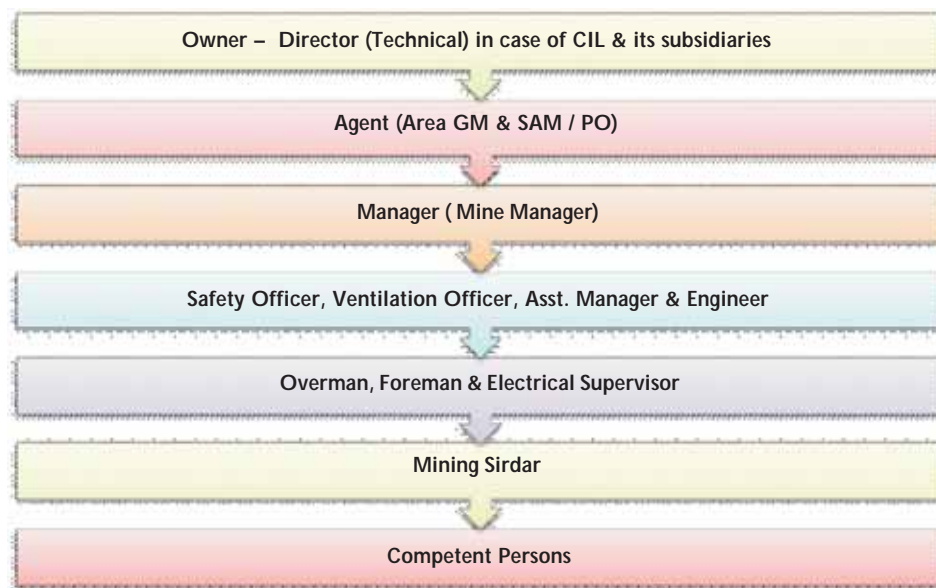 Owner – Director (Technical) in case of CIL & its subsidiaries
Agent (Area GM & SAM / PO)
Manager ( Mine Manager)
Safety Officer, Ventilation Officer, Asst. Manager & Engineer
Overman, Foreman & Electrical Supervisor
Mining Sirdar
Competent Persons